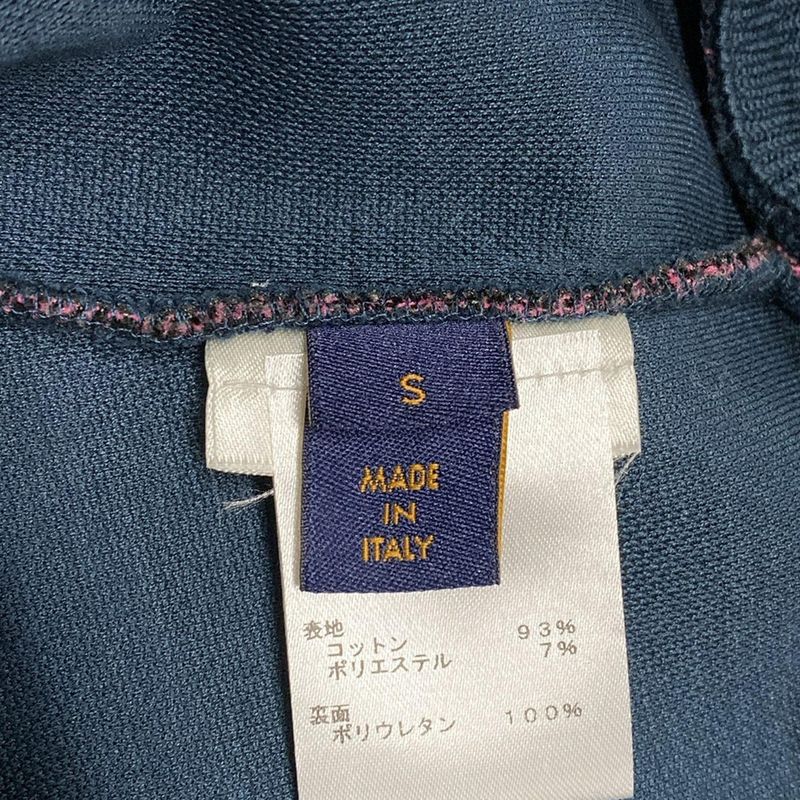 S
MADE
IN
ITALY
表地
コットン 93%
ポリエステル 7%
裏面
ポリウレタン 100%